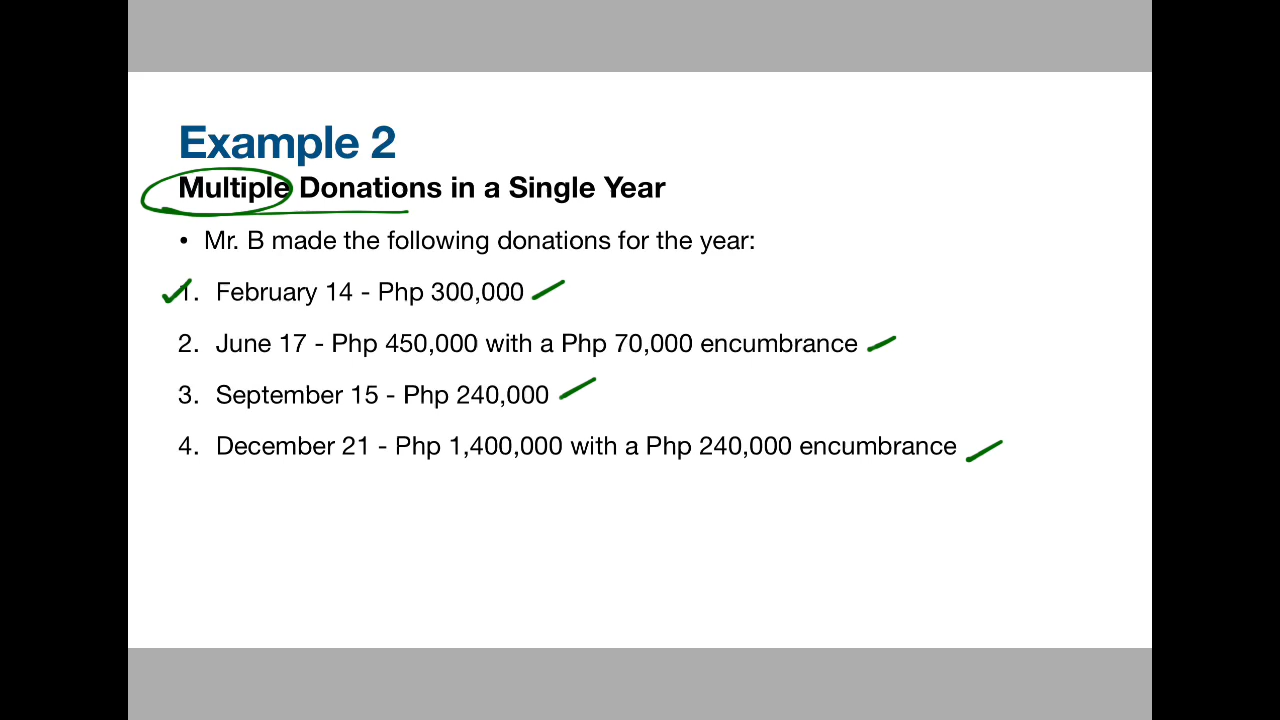 Example 2
Multiple Donations in a Single Year
• Mr. B made the following donations for the year:
1. February 14 - Php 300,000
2. June 17 - Php 450,000 with a Php 70,000 encumbrance
3. September 15 - Php 240,000
4. December 21 - Php 1,400,000 with a Php 240,000 encumbrance